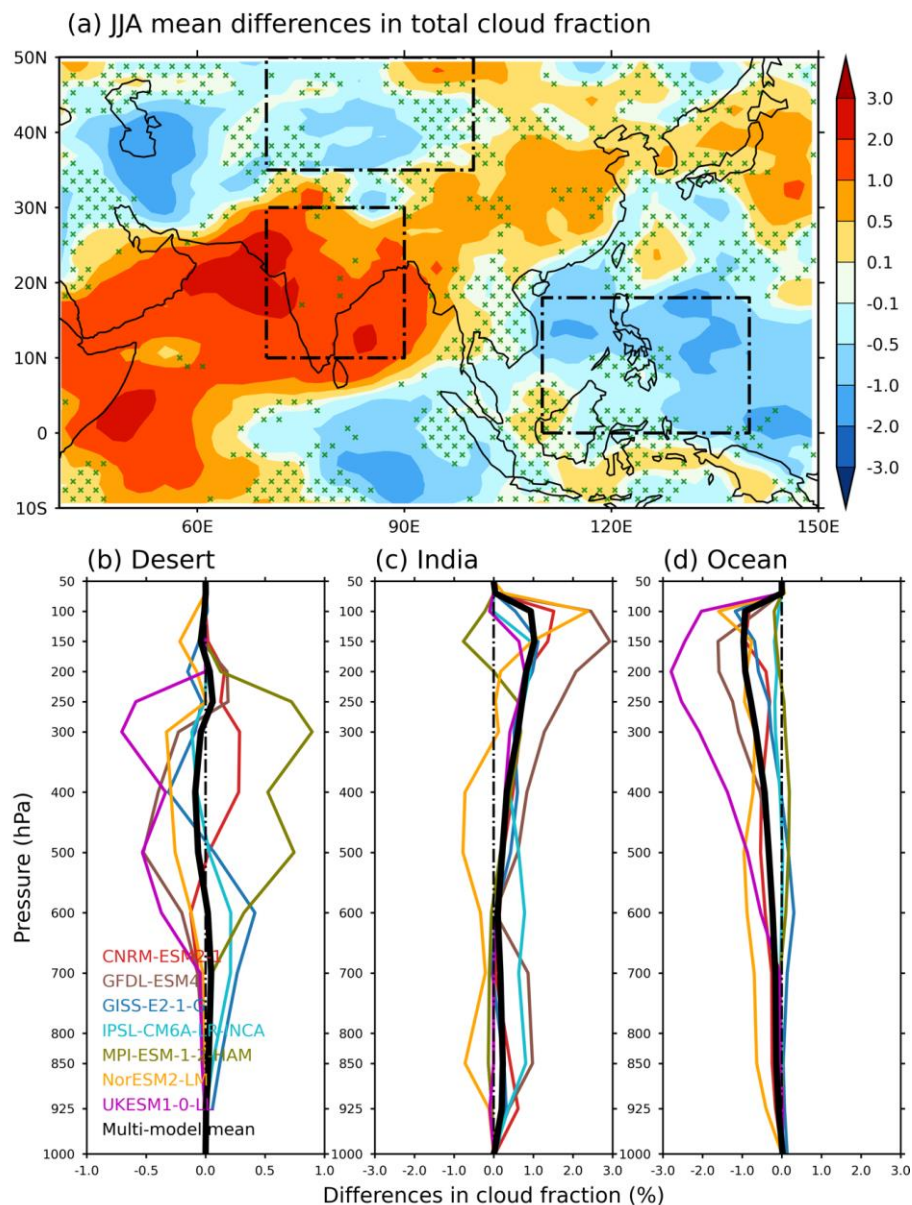 (a) JJA mean differences in total cloud fraction
50N
40N
30N
20N
10N
0
10S
60E
90E
120E
150E
3.0
2.0
1.0
0.5
0.1
-0.1
-0.5
-1.0
-2.0
-3.0
(b) Desert
(c) India
(d) Ocean
Pressure (hPa)
50
100
150
200
250
300
400
500
600
700
800
850
925
1000
CNRM-ESM2-1
GFDL-ESM4
GISS-E2-1-G
IPSL-CM6A-LR-INCA
MPI-ESM-1-2-HAM
NorESM2-LM
UKESM1-0-LL
Multi-model mean
-1.0 -0.5 0.0 0.5 1.0
-3.0 -2.0 -1.0 0.0 1.0 2.0 3.0
-3.0 -2.0 -1.0 0.0 1.0 2.0 3.0
Differences in cloud fraction (%)